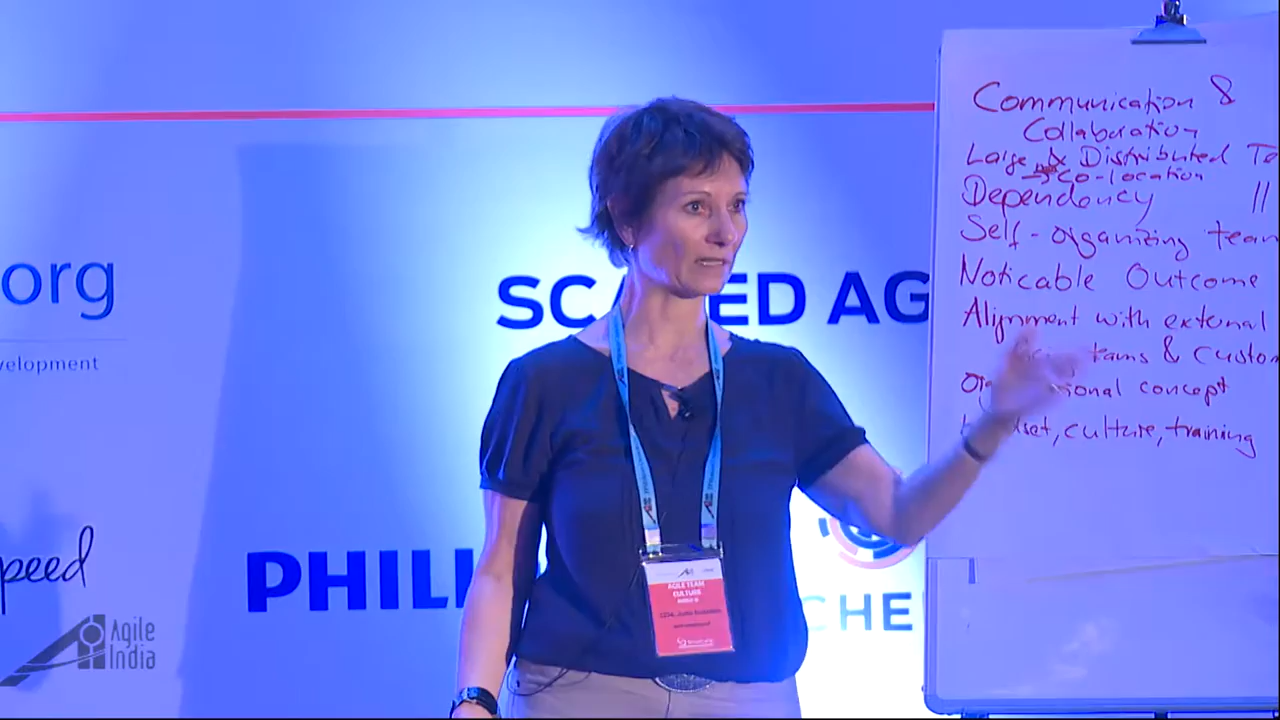 Communication &
Collaboration
Large & Distributed Te
→ Co-location
Dependency //
Self-organizing team
Noticable Outcome
Alignment with external
teams & custom
concept
culture, training
org
velopment
SCA ED AG
PHILI
CHE
peed
AGILE TEAM
CULTURE
Agile
India